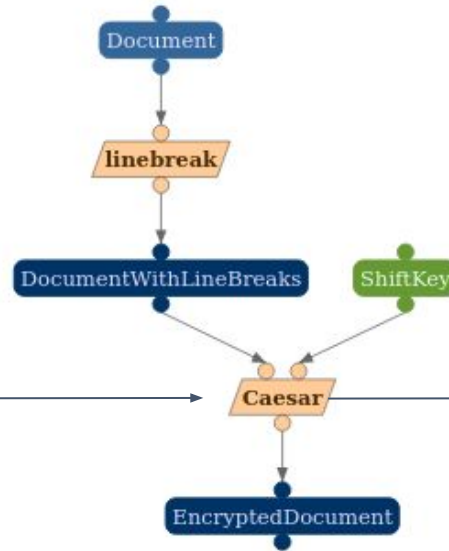 Document
linebreak
DocumentWithLineBreaks
ShiftKey
Caesar
EncryptedDocument